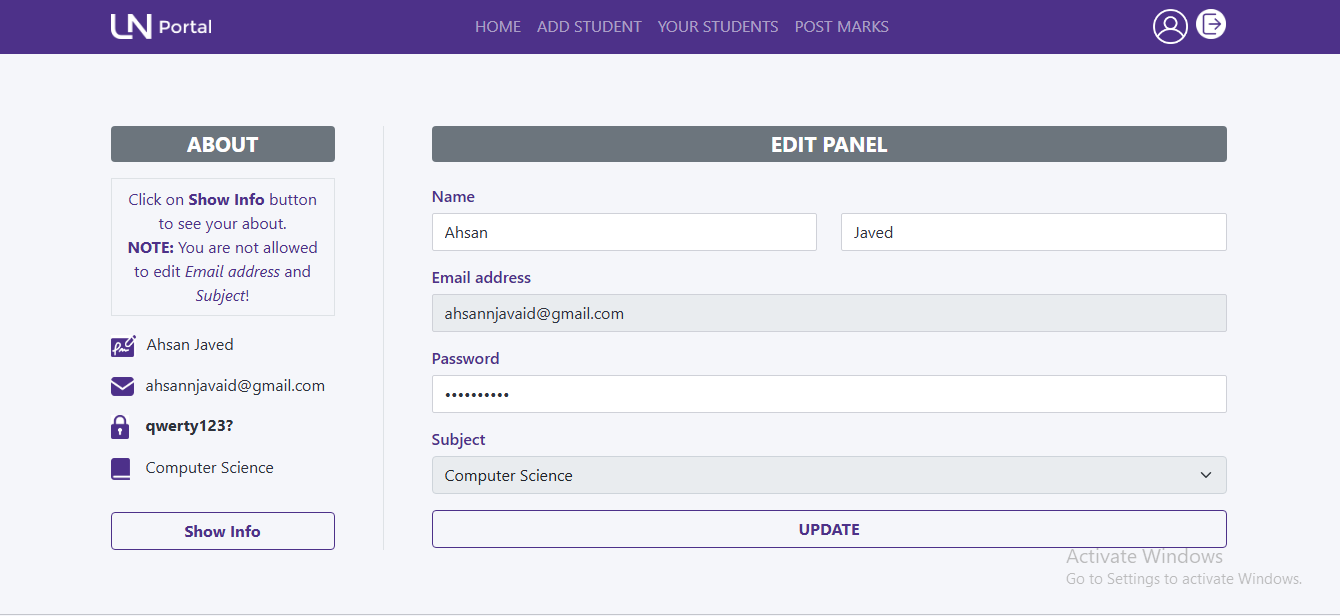 LN Portal
HOME ADD STUDENT YOUR STUDENTS POST MARKS
ABOUT
Click on Show Info button
to see your about.
NOTE: You are not allowed
to edit Email address and
Subject!
Ahsan Javed
ahsannjavaid@gmail.com
qwerty123?
Computer Science
Show Info
EDIT PANEL
Name
Ahsan
Javed
Email address
ahsannjavaid@gmail.com
Password
••••••••••
Subject
Computer Science
UPDATE
Activate Windows
Go to Settings to activate Windows.